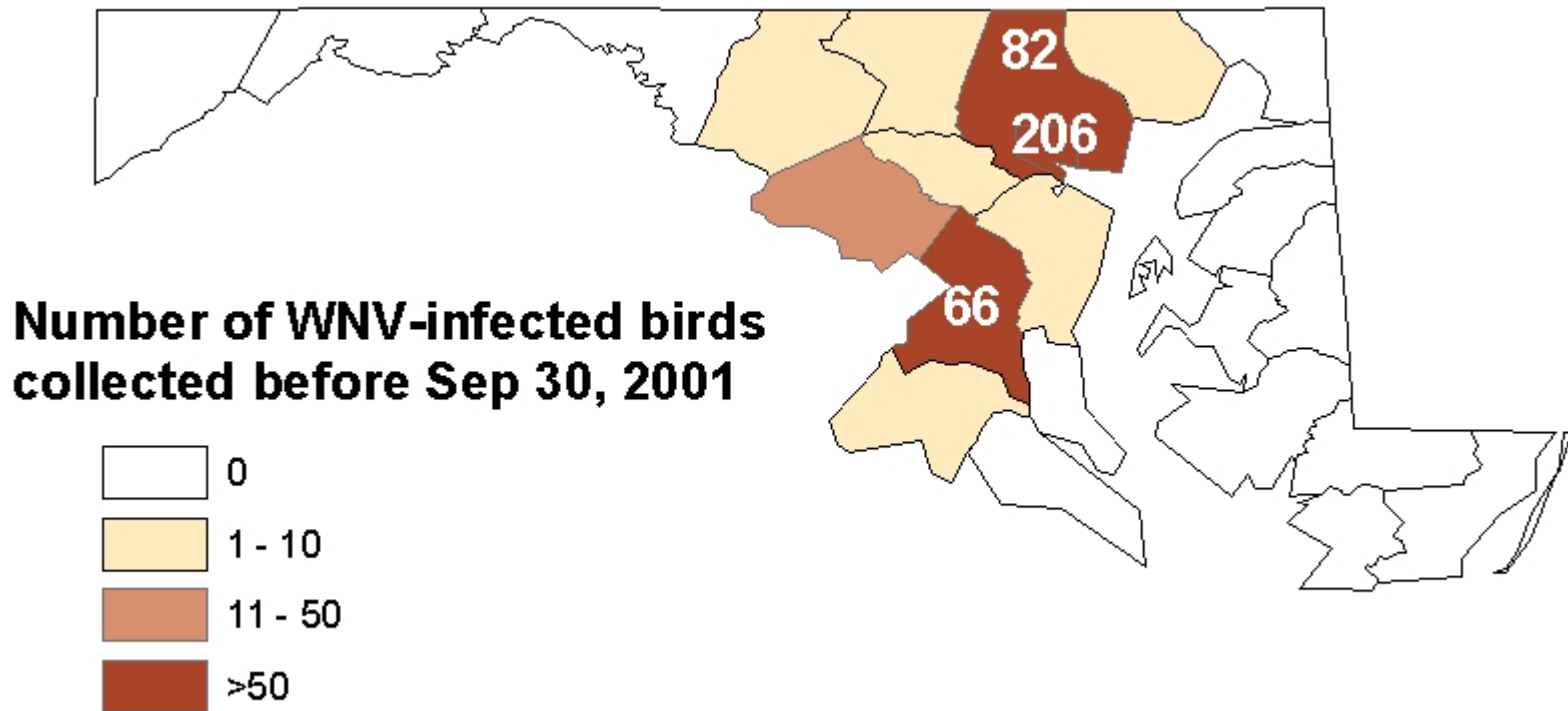 82
206
66
Number of WNV-infected birds
collected before Sep 30, 2001
0
1 - 10
11 - 50
>50